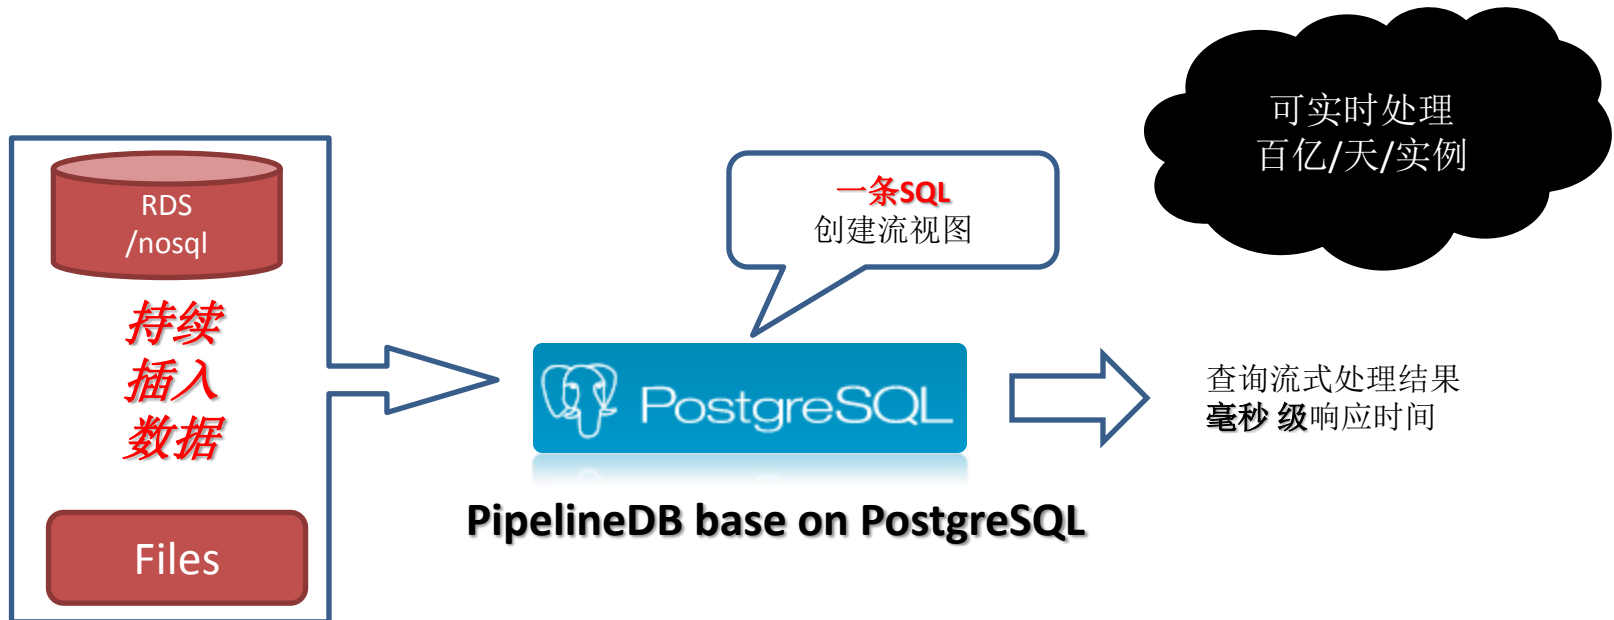 RDS
/nosql
持续
插入
数据
Files
一条SQL
创建流视图
PostgreSQL
PipelineDB base on PostgreSQL
可实时处理
百亿/天/实例
查询流式处理结果
毫秒 级响应时间